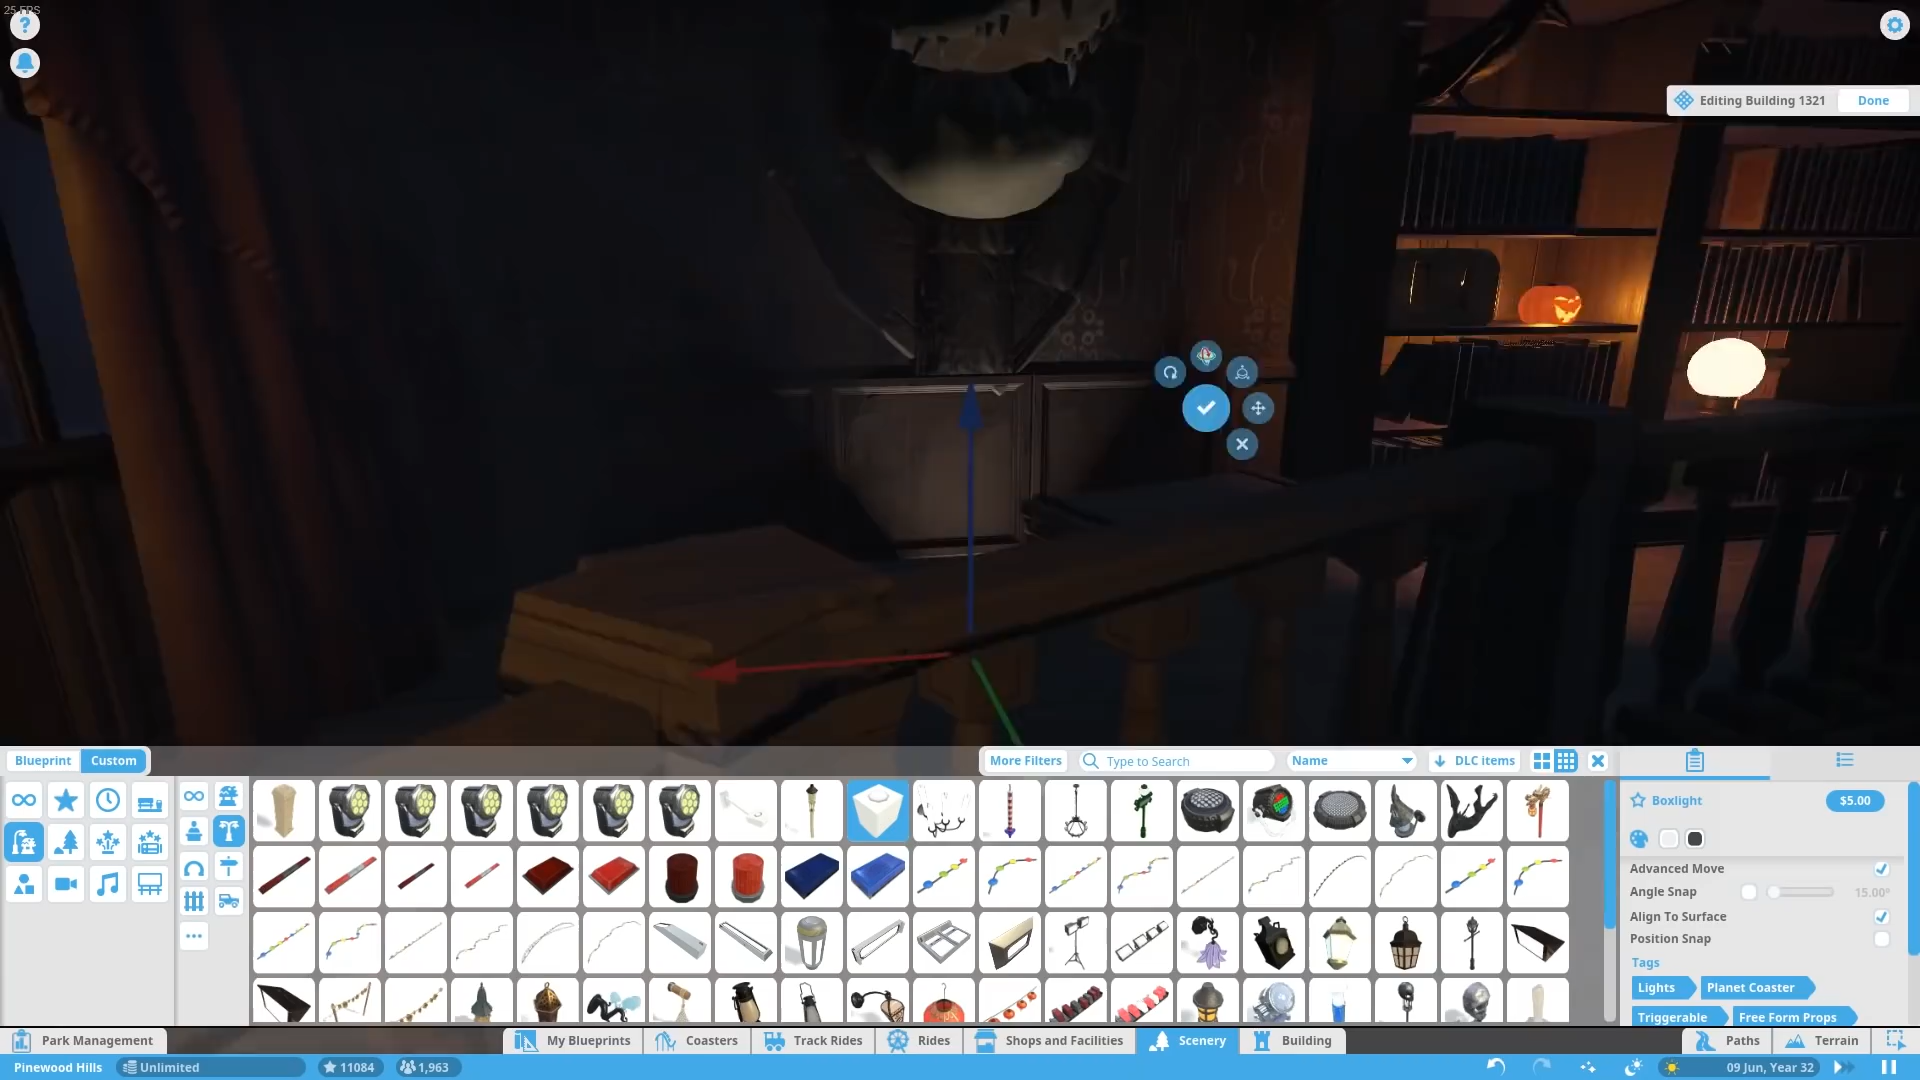 25 FPS
Editing Building 1321
Done
Blueprint
Custom
More Filters
Type to Search
Name
DLC items
Boxlight
$5.00
Advanced Move
Angle Snap
15.00°
Align To Surface
Position Snap
Tags
Lights
Planet Coaster
Triggerable
Free Form Props
Park Management
My Blueprints
Coasters
Track Rides
Rides
Shops and Facilities
Scenery
Building
Paths
Terrain
Pinewood Hills
Unlimited
11084
1,963
09 Jun, Year 32